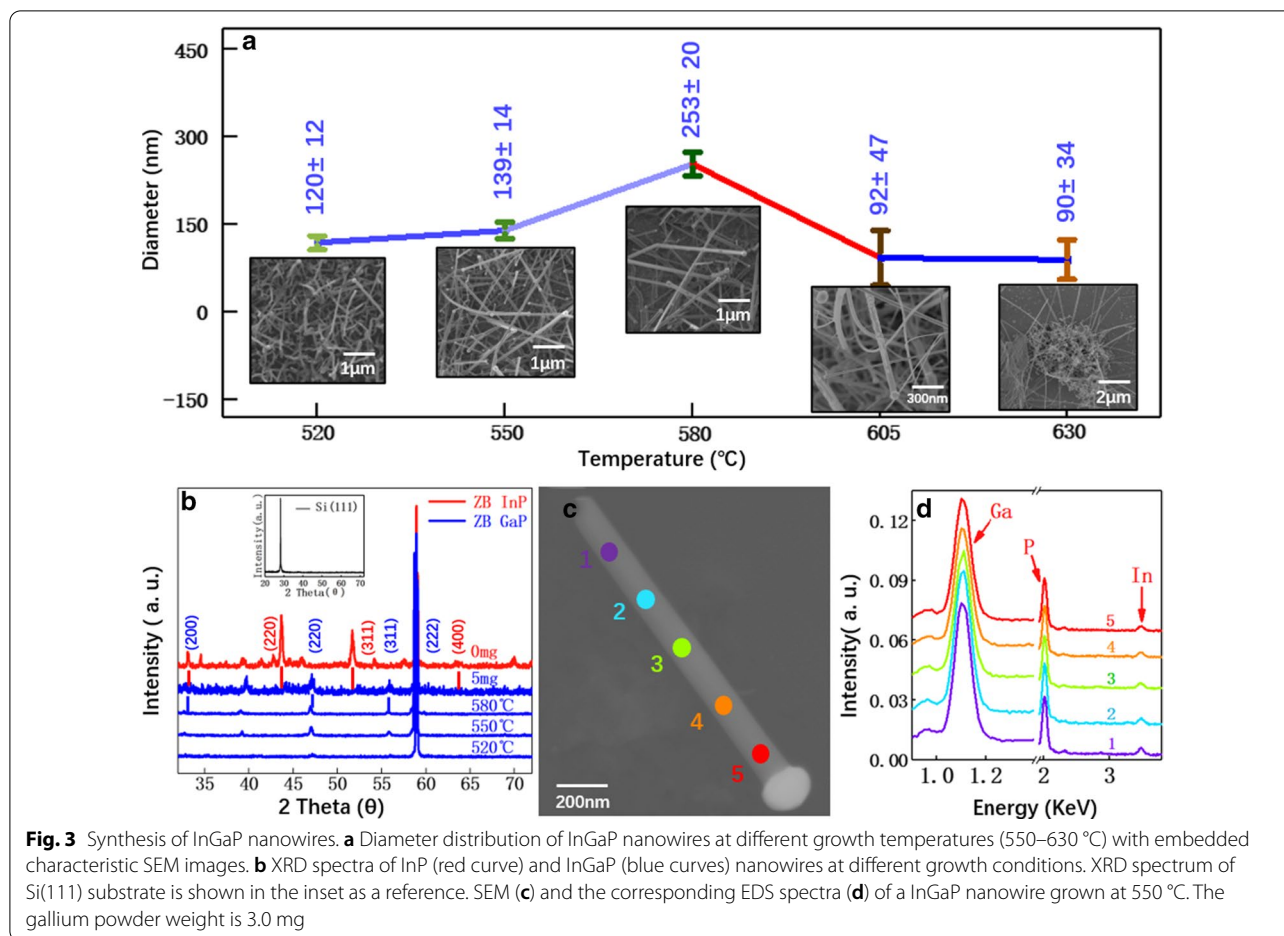 a
450
300
150
0
-150
Diameter (nm)
120± 12
139± 14
253± 20
92± 47
90± 34
1μm
1μm
1μm
300nm
2μm
520
550
580
605
630
Temperature (℃)
b
Intensity(a. u.)
Si(111)
20 30 40 50 60 71
2 Theta(θ)
ZB InP
ZB GaP
(200)
(220)
(220)
(311)
(311)
(222)
(400)
0mg
5mg
580℃
550℃
520℃
Intensity ( a. u.)
35 40 45 50 55 60 65 70
2 Theta (θ)
c
1
2
3
4
5
200nm
d
Ga
P
In
0.12
0.09
0.06
0.03
0.00
5
4
3
2
1
Intensity( a. u.)
1.0 1.2 2 3
Energy (KeV)
Fig. 3 Synthesis of InGaP nanowires. a Diameter distribution of InGaP nanowires at different growth temperatures (550–630 °C) with embedded
characteristic SEM images. b XRD spectra of InP (red curve) and InGaP (blue curves) nanowires at different growth conditions. XRD spectrum of
Si(111) substrate is shown in the inset as a reference. SEM (c) and the corresponding EDS spectra (d) of a InGaP nanowire grown at 550 °C. The
gallium powder weight is 3.0 mg